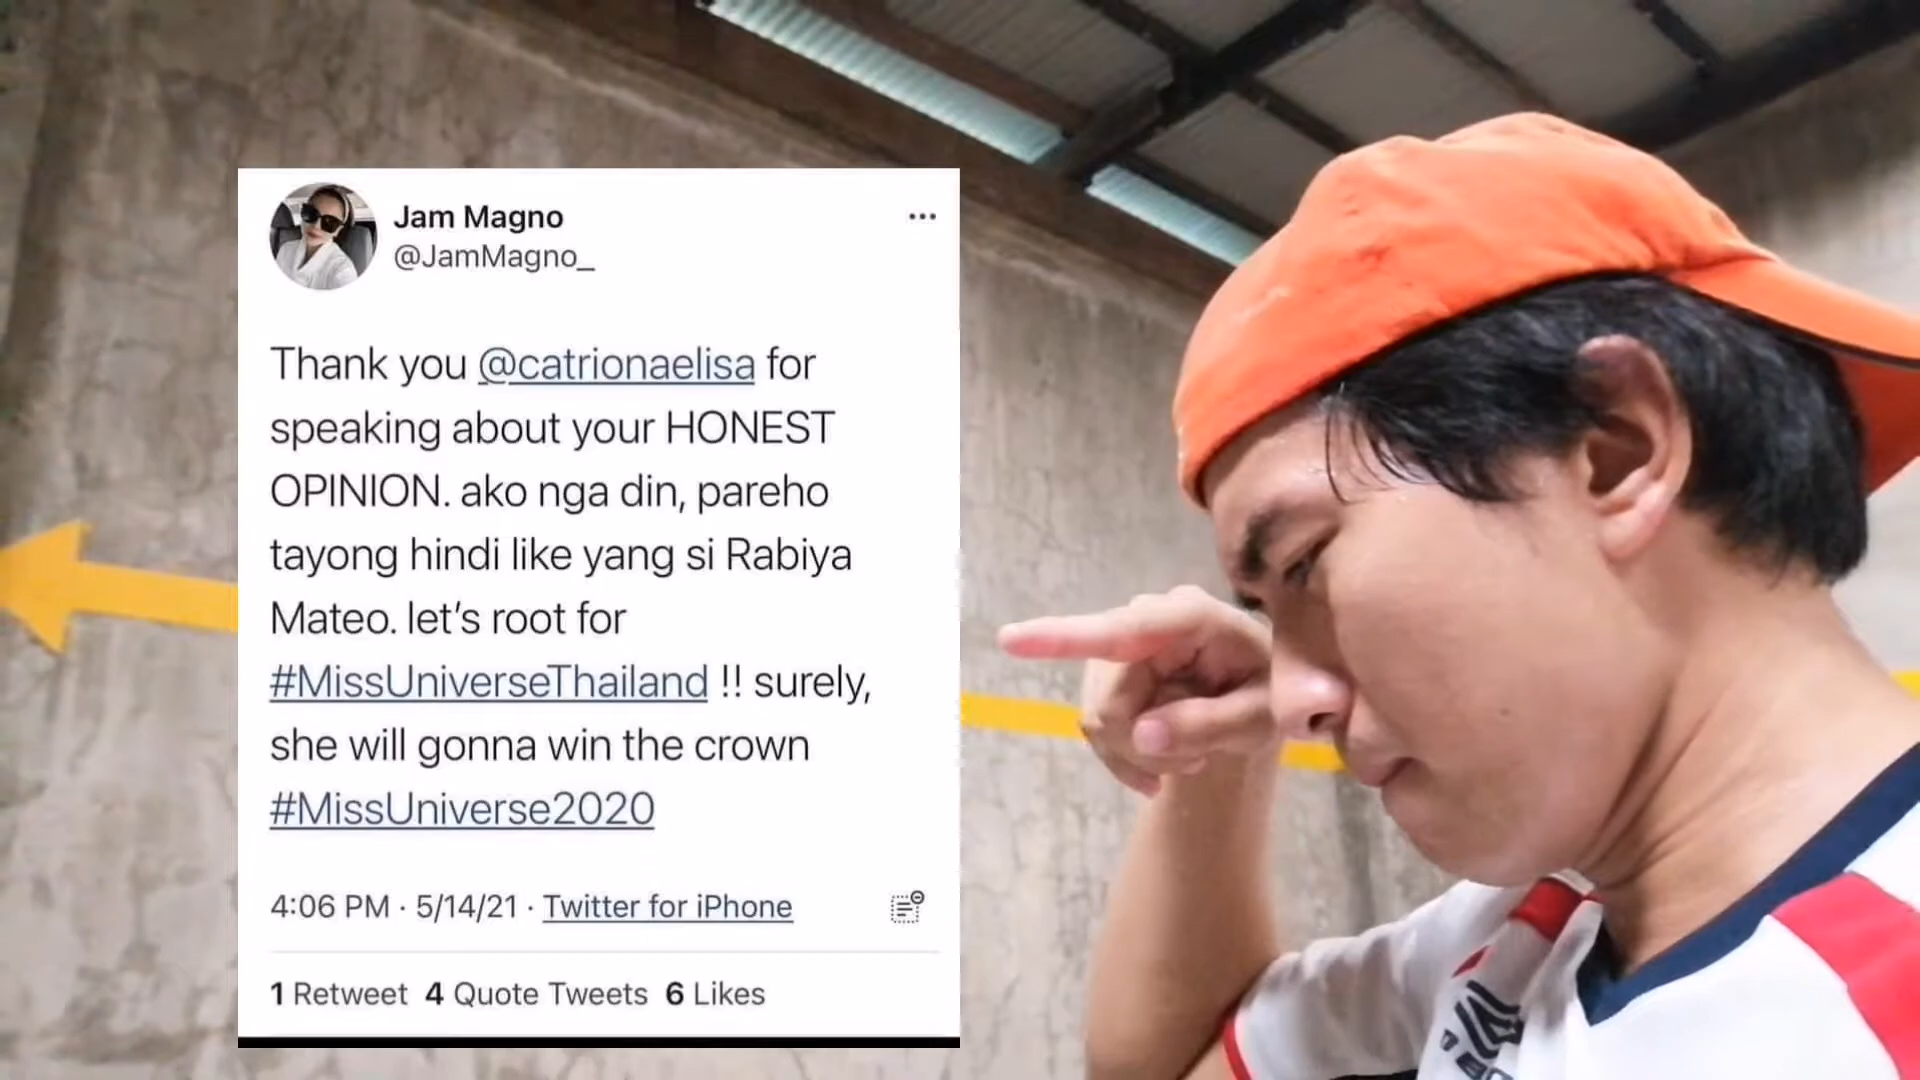 Jam Magno
@JamMagno_
Thank you @catrionaelisa for
speaking about your HONEST
OPINION. ako nga din, pareho
tayong hindi like yang si Rabiya
Mateo. let’s root for
#MissUniverseThailand !! surely,
she will gonna win the crown
#MissUniverse2020
4:06 PM · 5/14/21 · Twitter for iPhone
1 Retweet 4 Quote Tweets 6 Likes